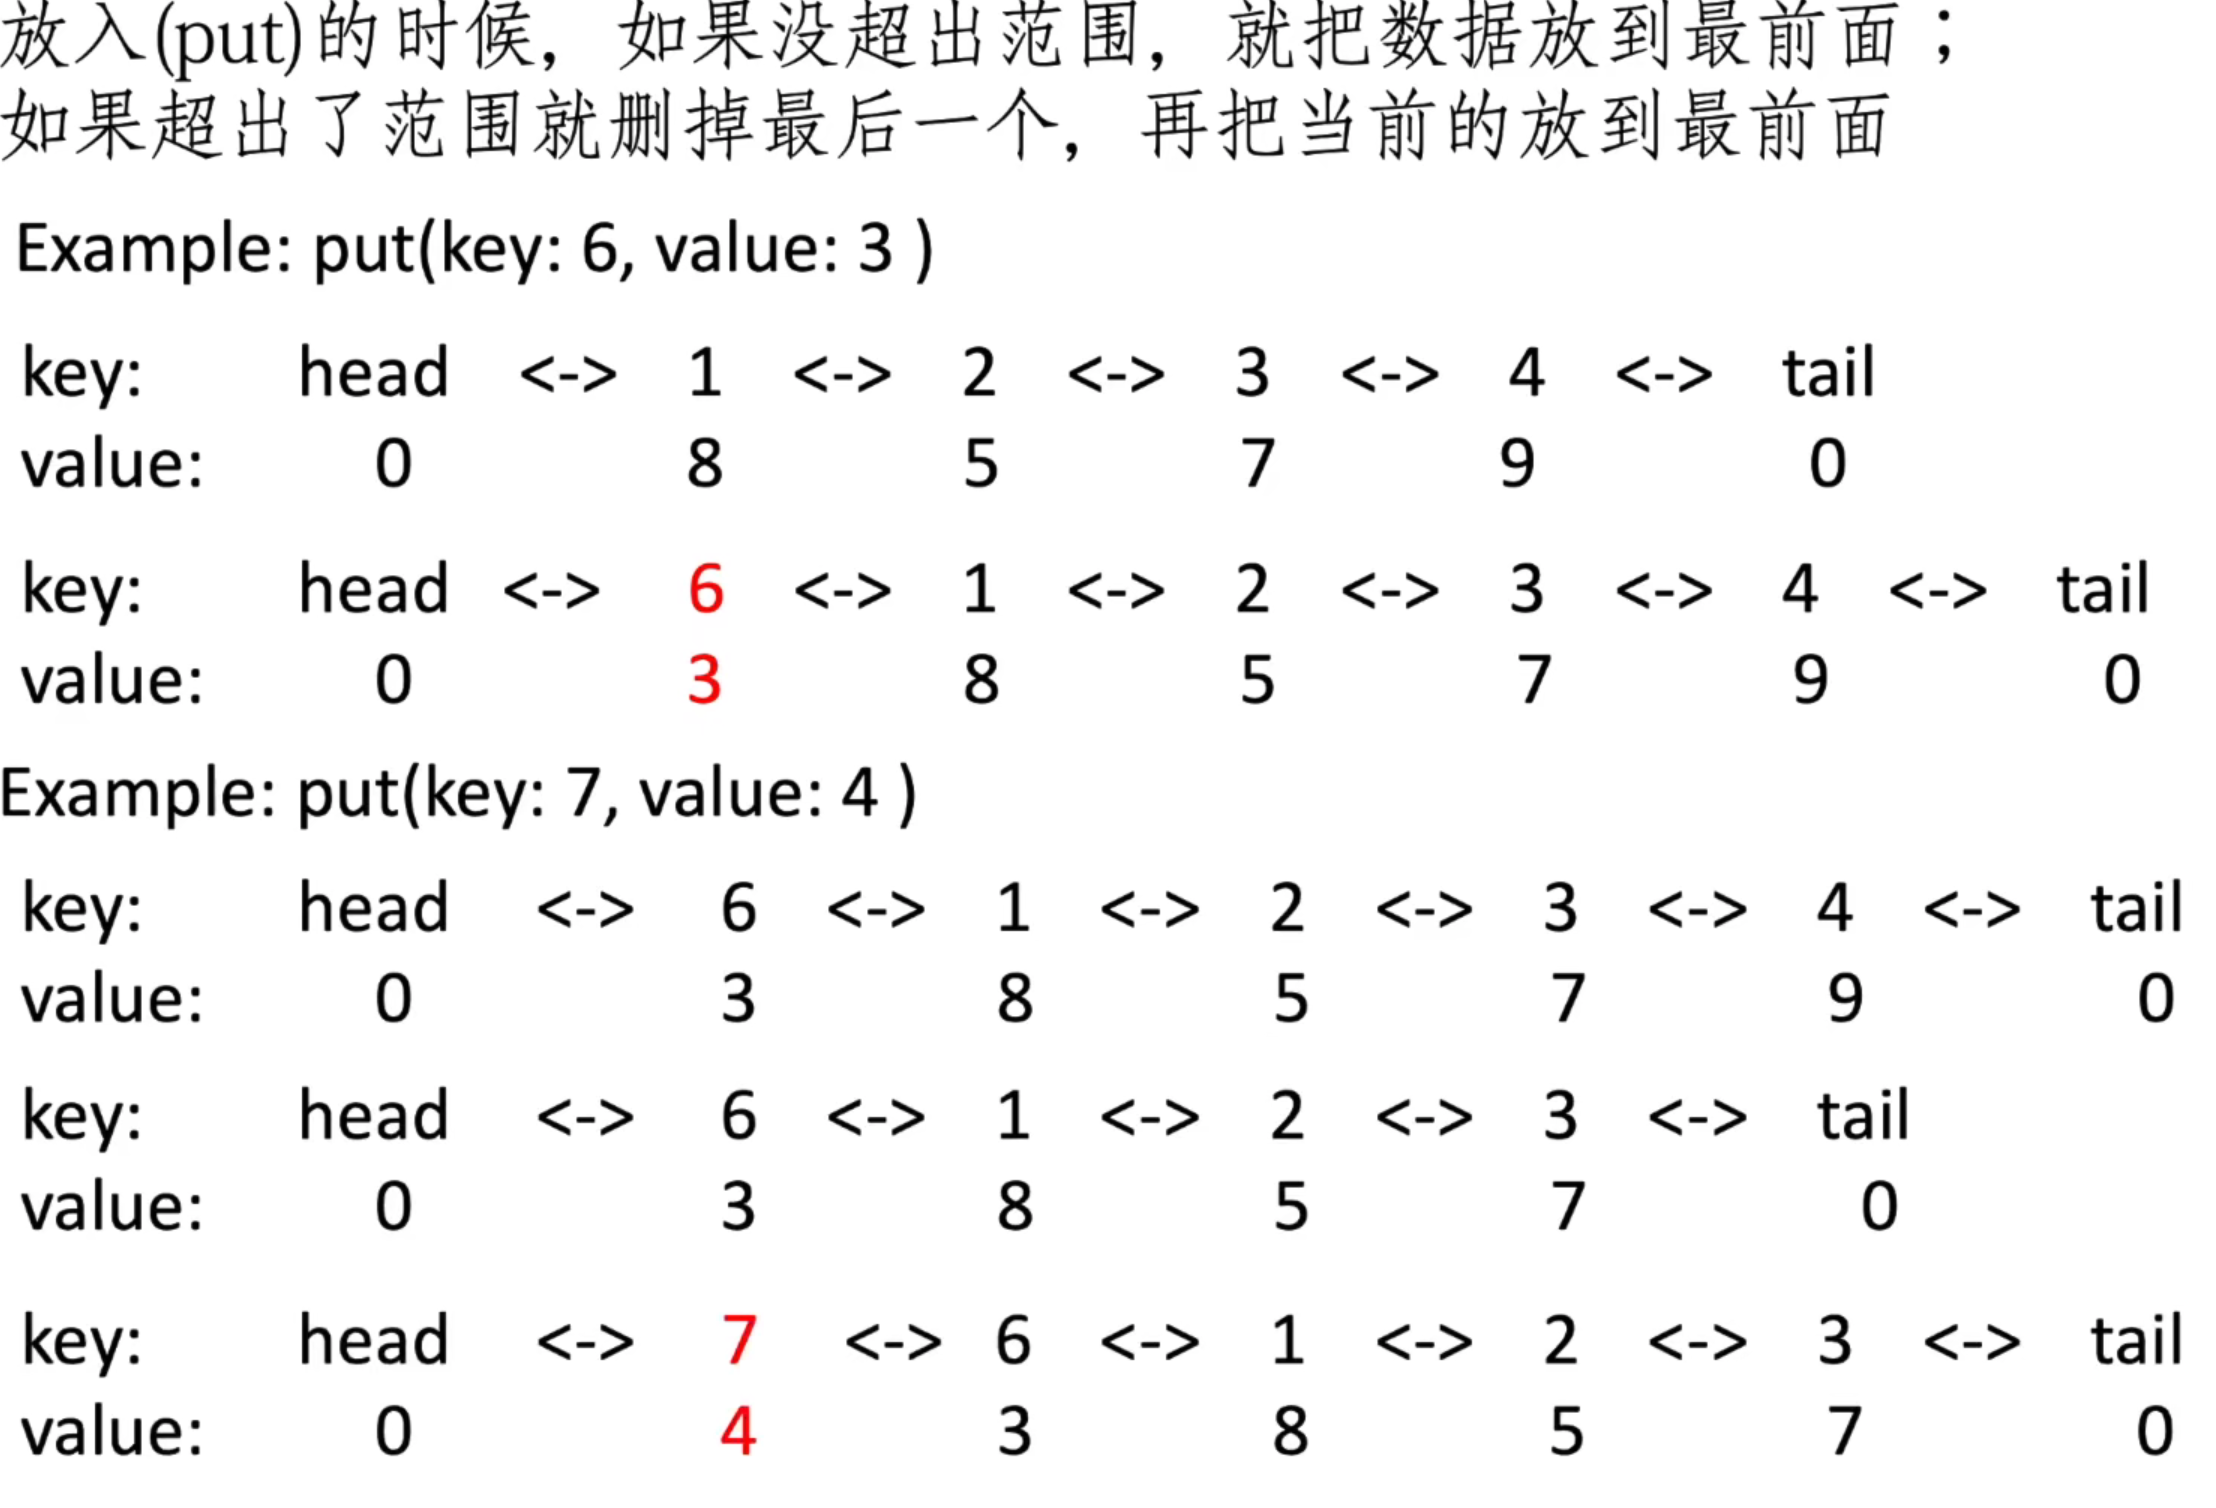 放入(put)的时候，如果没超出范围，就把数据放到最前面；
如果超出了范围就删掉最后一个，再把当前的放到最前面
Example: put(key: 6, value: 3 )
key: head <-> 1 <-> 2 <-> 3 <-> 4 <-> tail
value: 0 8 5 7 9 0
key: head <-> 6 <-> 1 <-> 2 <-> 3 <-> 4 <-> tail
value: 0 3 8 5 7 9 0
Example: put(key: 7, value: 4 )
key: head <-> 6 <-> 1 <-> 2 <-> 3 <-> 4 <-> tail
value: 0 3 8 5 7 9 0
key: head <-> 6 <-> 1 <-> 2 <-> 3 <-> tail
value: 0 3 8 5 7 0
key: head <-> 7 <-> 6 <-> 1 <-> 2 <-> 3 <-> tail
value: 0 4 3 8 5 7 0